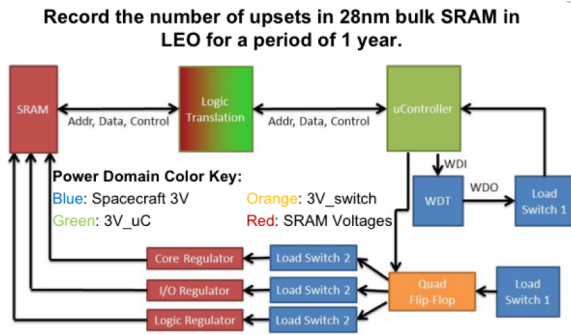 Record the number of upsets in 28nm bulk SRAM in
LEO for a period of 1 year.
SRAM
Addr, Data, Control
Logic
Translation
Addr, Data, Control
uController
WDI
WDT
WDO
Load
Switch 1
Power Domain Color Key:
Blue: Spacecraft 3V
Orange: 3V_switch
Green: 3V_uC
Red: SRAM Voltages
Core Regulator
Load Switch 2
I/O Regulator
Load Switch 2
Logic Regulator
Load Switch 2
Quad
Flip-Flop
Load
Switch 1